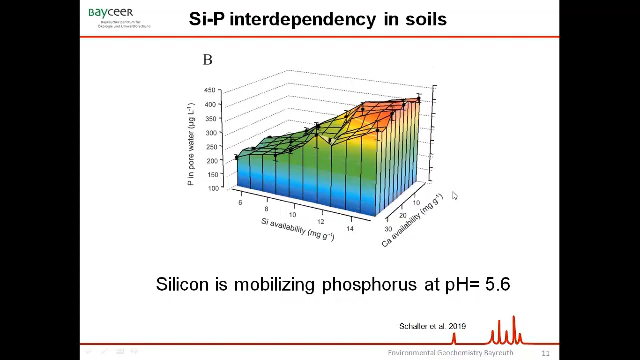 BAYCEER
Si-P interdependency in soils
B
450
400
350
300
250
200
150
100
P in pore water (µg L⁻¹)
6
8
10
12
14
Si availability (mg g⁻¹)
30
20
10
Ca availability (mg g⁻¹)
Silicon is mobilizing phosphorus at pH= 5.6
Schaller et al. 2019
Environmental Geochemistry Bayreuth
11